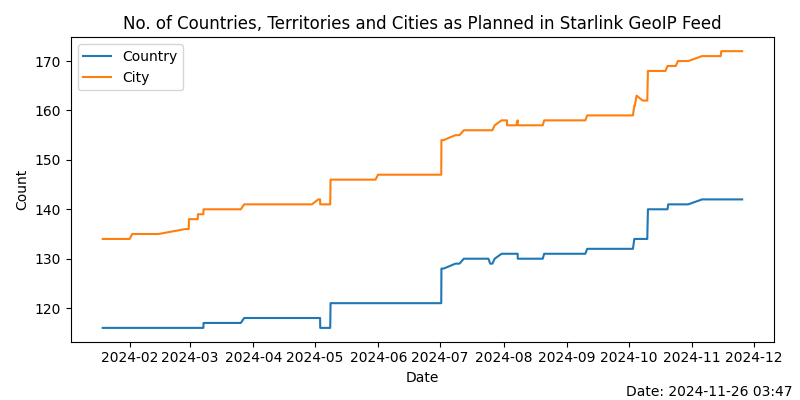 No. of Countries, Territories and Cities as Planned in Starlink GeoIP Feed
Country
City
Count
170
160
150
140
130
120
2024-02 2024-03 2024-04 2024-05 2024-06 2024-07 2024-08 2024-09 2024-10 2024-11 2024-12
Date
Date: 2024-11-26 03:47